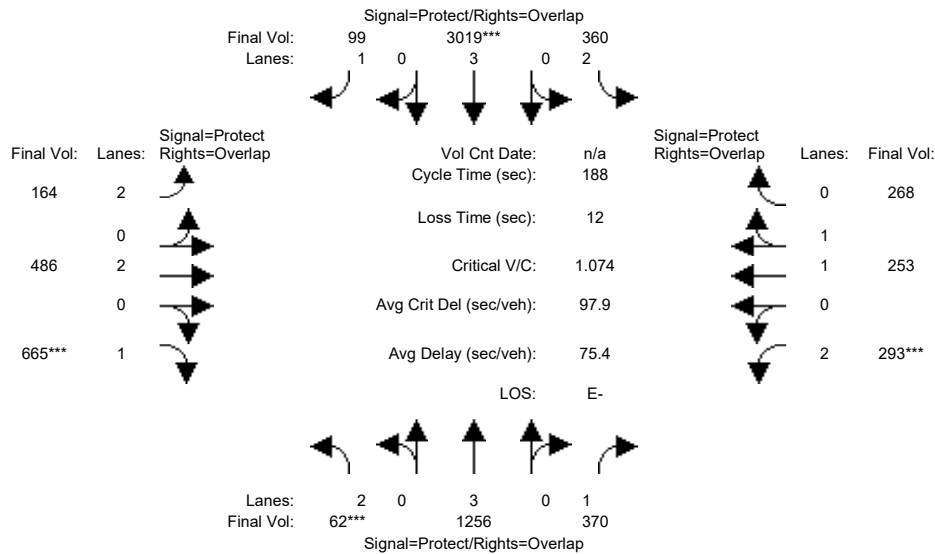 Signal=Protect/Rights=Overlap
Final Vol: 99 3019*** 360
Lanes: 1 0 3 0 2
Signal=Protect Signal=Protect
Final Vol: Lanes: Rights=Overlap Vol Cnt Date: n/a Rights=Overlap Lanes: Final Vol:
Cycle Time (sec): 188
164 2 0 268
Loss Time (sec): 12
0 1
486 2 Critical V/C: 1.074 1 253
0 Avg Crit Del (sec/veh): 97.9 0
665*** 1 Avg Delay (sec/veh): 75.4 2 293***
LOS: E-
Lanes: 2 0 3 0 1
Final Vol: 62*** 1256 370
Signal=Protect/Rights=Overlap